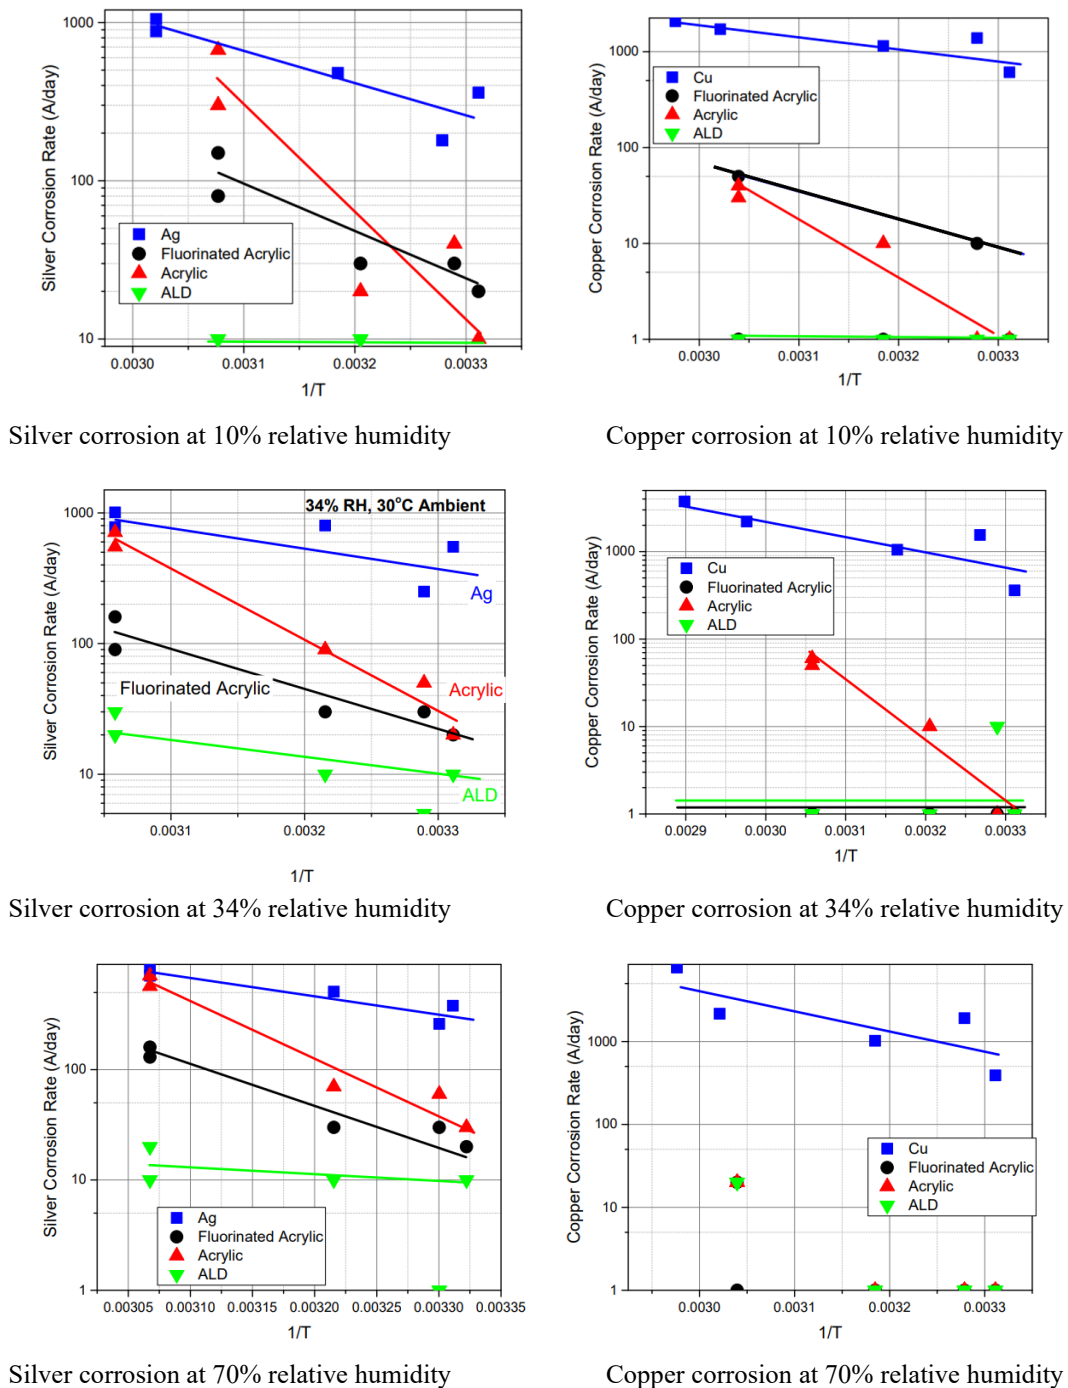 1000
100
10
Silver Corrosion Rate (A/day)
Ag
Fluorinated Acrylic
Acrylic
ALD
0.0030
0.0031
0.0032
0.0033
1/T
1000
100
10
1
Copper Corrosion Rate (A/day)
Cu
Fluorinated Acrylic
Acrylic
ALD
0.0030
0.0031
0.0032
0.0033
1/T
Silver corrosion at 10% relative humidity
Copper corrosion at 10% relative humidity
34% RH, 30°C Ambient
1000
100
10
Silver Corrosion Rate (A/day)
Ag
Fluorinated Acrylic
Acrylic
ALD
0.0031
0.0032
0.0033
1/T
1000
100
10
1
Copper Corrosion Rate (A/day)
Cu
Fluorinated Acrylic
Acrylic
ALD
0.0029
0.0030
0.0031
0.0032
0.0033
1/T
Silver corrosion at 34% relative humidity
Copper corrosion at 34% relative humidity
100
10
1
Silver Corrosion Rate (A/day)
Ag
Fluorinated Acrylic
Acrylic
ALD
0.00305
0.00310
0.00315
0.00320
0.00325
0.00330
0.00335
1/T
1000
100
10
1
Copper Corrosion Rate (A/day)
Cu
Fluorinated Acrylic
Acrylic
ALD
0.0030
0.0031
0.0032
0.0033
1/T
Silver corrosion at 70% relative humidity
Copper corrosion at 70% relative humidity